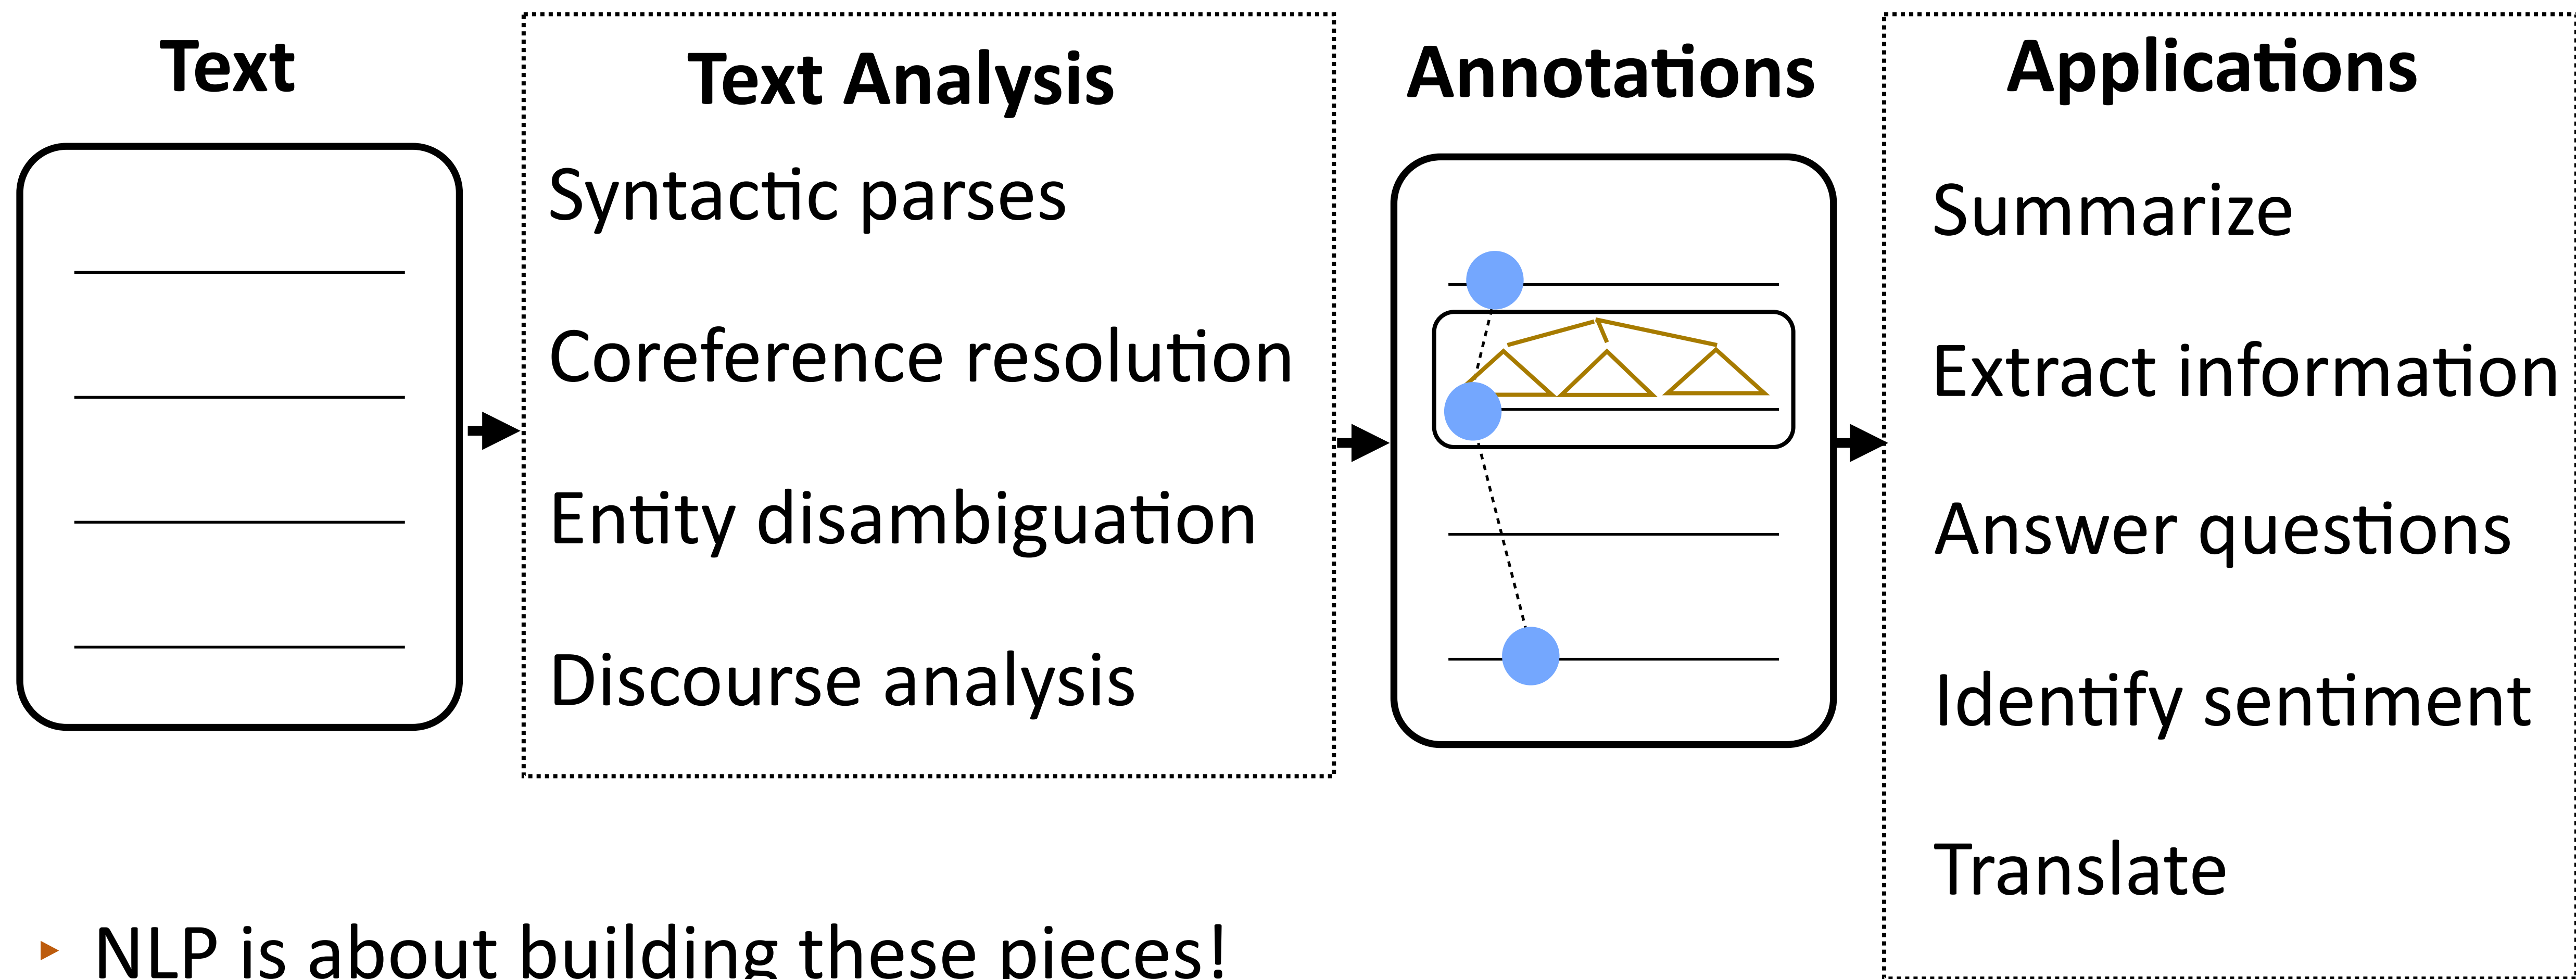 Text
Text Analysis
Syntactic parses
Coreference resolution
Entity disambiguation
Discourse analysis
Annotations
Applications
Summarize
Extract information
Answer questions
Identify sentiment
Translate
▸ NLP is about building these pieces!